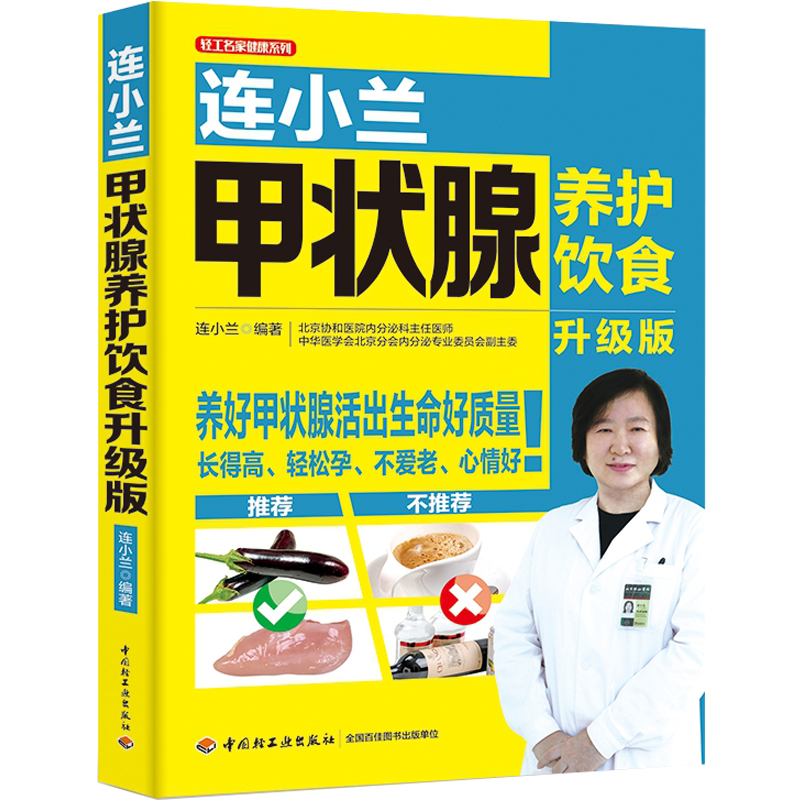 轻工名家健康系列
连小兰
甲状腺
养护
饮食
升级版
连小兰◎编著
北京协和医院内分泌科主任医师
中华医学会北京分会内分泌专业委员会副主委
养好甲状腺活出生命好质量!
长得高、轻松孕、不爱老、心情好
推荐
不推荐
中国轻工业出版社
全国百佳图书出版单位
连小兰
甲状腺养护饮食升级版
连小兰◎编著
中国轻工业出版社